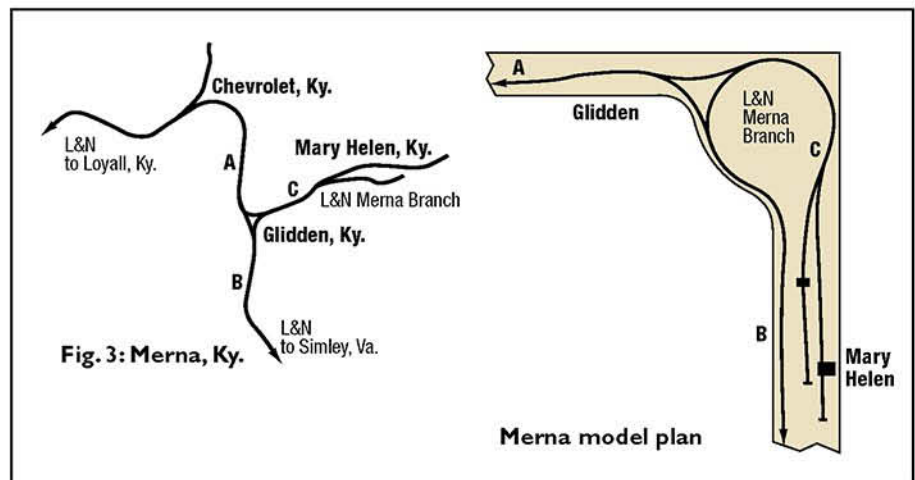 Chevrolet, Ky.
L&N
to Loyall, Ky.
A
Mary Helen, Ky.
C
L&N Merna Branch
Glidden, Ky.
B
L&N
to Simley, Va.
Fig. 3: Merna, Ky.
A
Glidden
L&N
Merna
Branch
C
B
Mary
Helen
Merna model plan